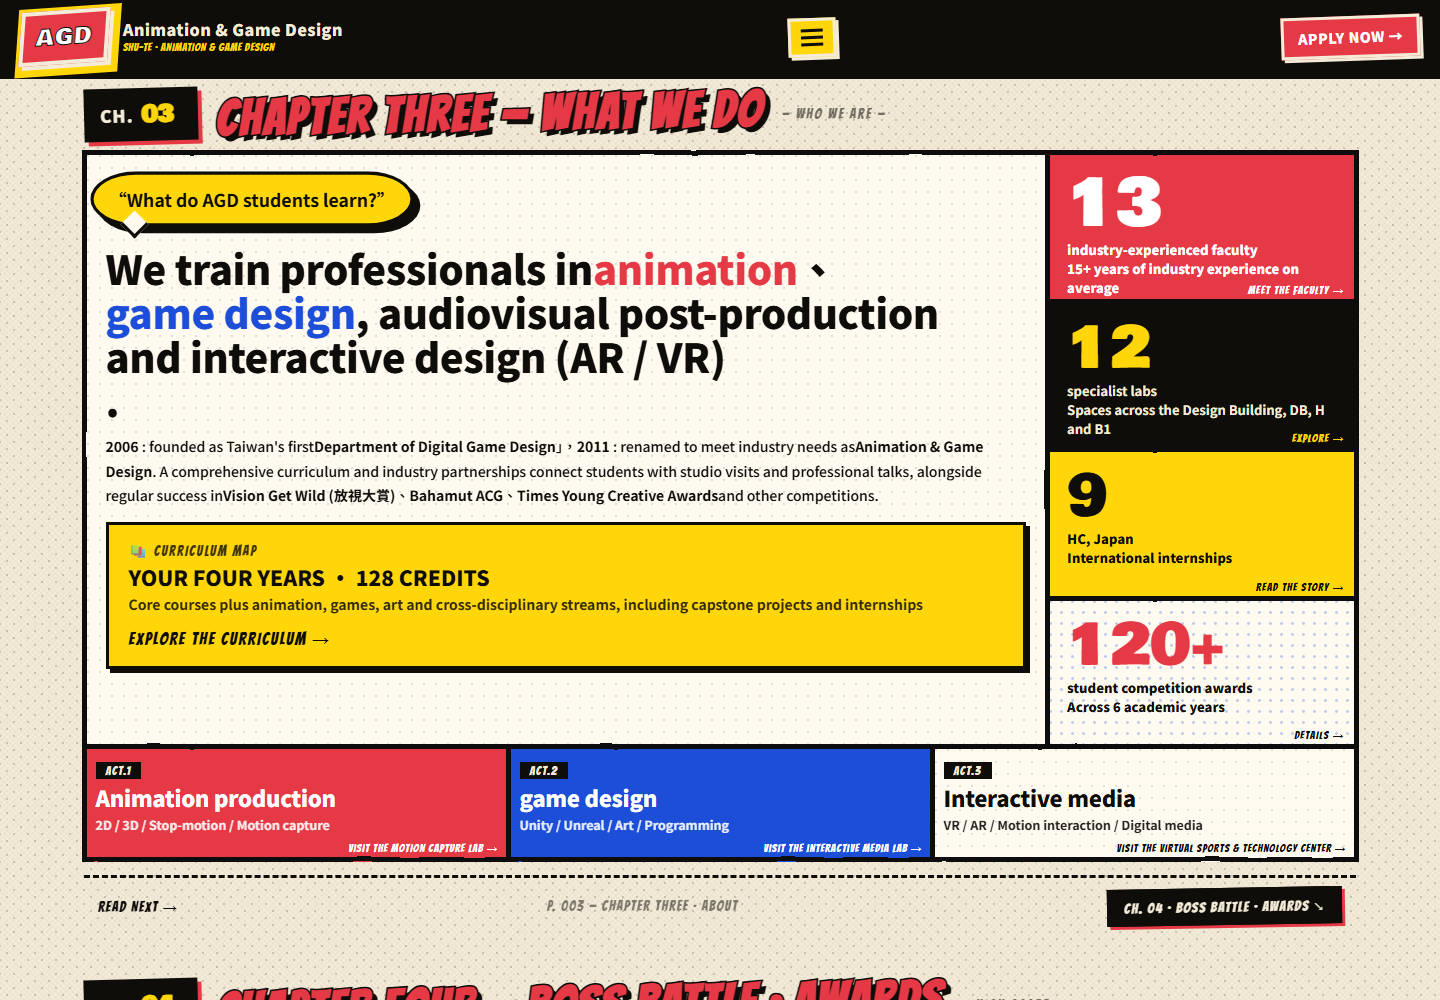 AGD
Animation & Game Design
SHU-TE · ANIMATION & GAME DESIGN
APPLY NOW →
CH. 03
CHAPTER THREE – WHAT WE DO
– WHO WE ARE –
“What do AGD students learn?”
We train professionals inanimation、
game design, audiovisual post-production
and interactive design (AR / VR)
•
2006 : founded as Taiwan's firstDepartment of Digital Game Design」，2011 : renamed to meet industry needs asAnimation & Game
Design. A comprehensive curriculum and industry partnerships connect students with studio visits and professional talks, alongside
regular success inVision Get Wild (放視大賞)、Bahamut ACG、Times Young Creative Awardsand other competitions.
CURRICULUM MAP
YOUR FOUR YEARS • 128 CREDITS
Core courses plus animation, games, art and cross-disciplinary streams, including capstone projects and internships
EXPLORE THE CURRICULUM →
13
industry-experienced faculty
15+ years of industry experience on
average
MEET THE FACULTY →
12
specialist labs
Spaces across the Design Building, DB, H
and B1
EXPLORE →
9
HC, Japan
International internships
READ THE STORY →
120+
student competition awards
Across 6 academic years
DETAILS →
ACT.1
Animation production
2D / 3D / Stop-motion / Motion capture
VISIT THE MOTION CAPTURE LAB →
ACT.2
game design
Unity / Unreal / Art / Programming
VISIT THE INTERACTIVE MEDIA LAB →
ACT.3
Interactive media
VR / AR / Motion interaction / Digital media
VISIT THE VIRTUAL SPORTS & TECHNOLOGY CENTER →
READ NEXT →
P. 003 – CHAPTER THREE · ABOUT
CH. 04 · BOSS BATTLE · AWARDS ↘
04
CHAPTER FOUR – BOSS BATTLE · AWARDS